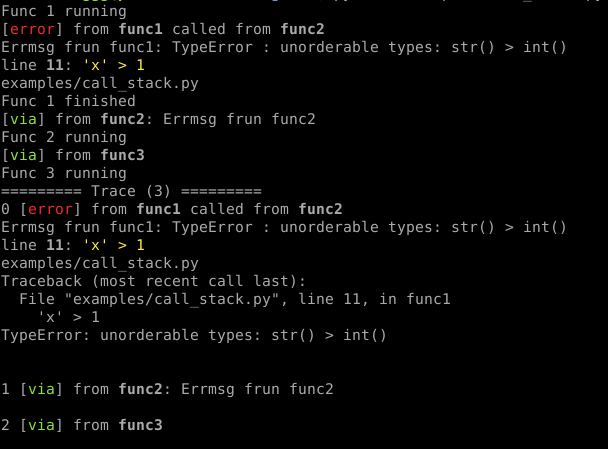 Func 1 running
[error] from func1 called from func2
Errmsg frun func1: TypeError : unorderable types: str() > int()
line 11: 'x' > 1
examples/call_stack.py
Func 1 finished
[via] from func2: Errmsg frun func2
Func 2 running
[via] from func3
Func 3 running
========= Trace (3) =========
0 [error] from func1 called from func2
Errmsg frun func1: TypeError : unorderable types: str() > int()
line 11: 'x' > 1
examples/call_stack.py
Traceback (most recent call last):
  File "examples/call_stack.py", line 11, in func1
    'x' > 1
TypeError: unorderable types: str() > int()
1 [via] from func2: Errmsg frun func2
2 [via] from func3